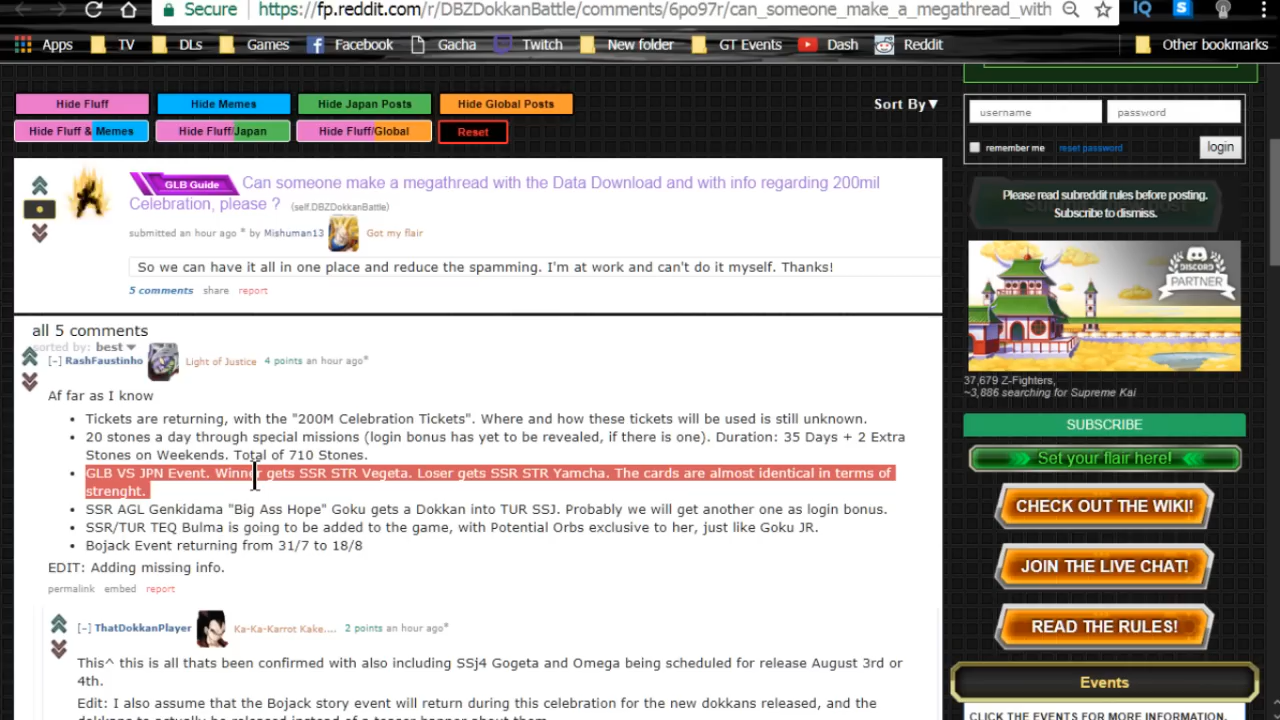 Secure
https://fp.reddit.com/r/DBZDokkanBattle/comments/6po97r/can_someone_make_a_megathread_with
IQ
S
Apps TV DLs Games Facebook Gacha Twitch New folder GT Events Dash Reddit Other bookmarks
Hide Fluff Hide Memes Hide Japan Posts Hide Global Posts
Sort By▼
Hide Fluff & Memes Hide Fluff/Japan Hide Fluff/Global Reset
username password
remember me reset password login
GLB Guide Can someone make a megathread with the Data Download and with info regarding 200mil
Celebration, please ? (self.DBZDokkanBattle)
submitted an hour ago * by Mishuman13 Got my flair
So we can have it all in one place and reduce the spamming. I'm at work and can't do it myself. Thanks!
5 comments share report
Please read subreddit rules before posting.
Subscribe to dismiss.
DISCORD
PARTNER
all 5 comments
sorted by: best ▼
[–] RashFaustinho Light of Justice 4 points an hour ago*
Af far as I know
• Tickets are returning, with the "200M Celebration Tickets". Where and how these tickets will be used is still unknown.
• 20 stones a day through special missions (login bonus has yet to be revealed, if there is one). Duration: 35 Days + 2 Extra
Stones on Weekends. Total of 710 Stones.
• GLB VS JPN Event. Winner gets SSR STR Vegeta. Loser gets SSR STR Yamcha. The cards are almost identical in terms of
strenght.
• SSR AGL Genkidama "Big Ass Hope" Goku gets a Dokkan into TUR SSJ. Probably we will get another one as login bonus.
• SSR/TUR TEQ Bulma is going to be added to the game, with Potential Orbs exclusive to her, just like Goku JR.
• Bojack Event returning from 31/7 to 18/8
EDIT: Adding missing info.
permalink embed report
[–] ThatDokkanPlayer Ka-Ka-Karrot Kake.... 2 points an hour ago*
This^ this is all thats been confirmed with also including SSj4 Gogeta and Omega being scheduled for release August 3rd or
4th.
Edit: I also assume that the Bojack story event will return during this celebration for the new dokkans released, and the
dokkans to actually be released instead of a teaser banner about them
37,679 Z-Fighters,
~3,886 searching for Supreme Kai
SUBSCRIBE
Set your flair here!
CHECK OUT THE WIKI!
JOIN THE LIVE CHAT!
READ THE RULES!
Events
CLICK THE EVENTS FOR MORE INFORMATION.